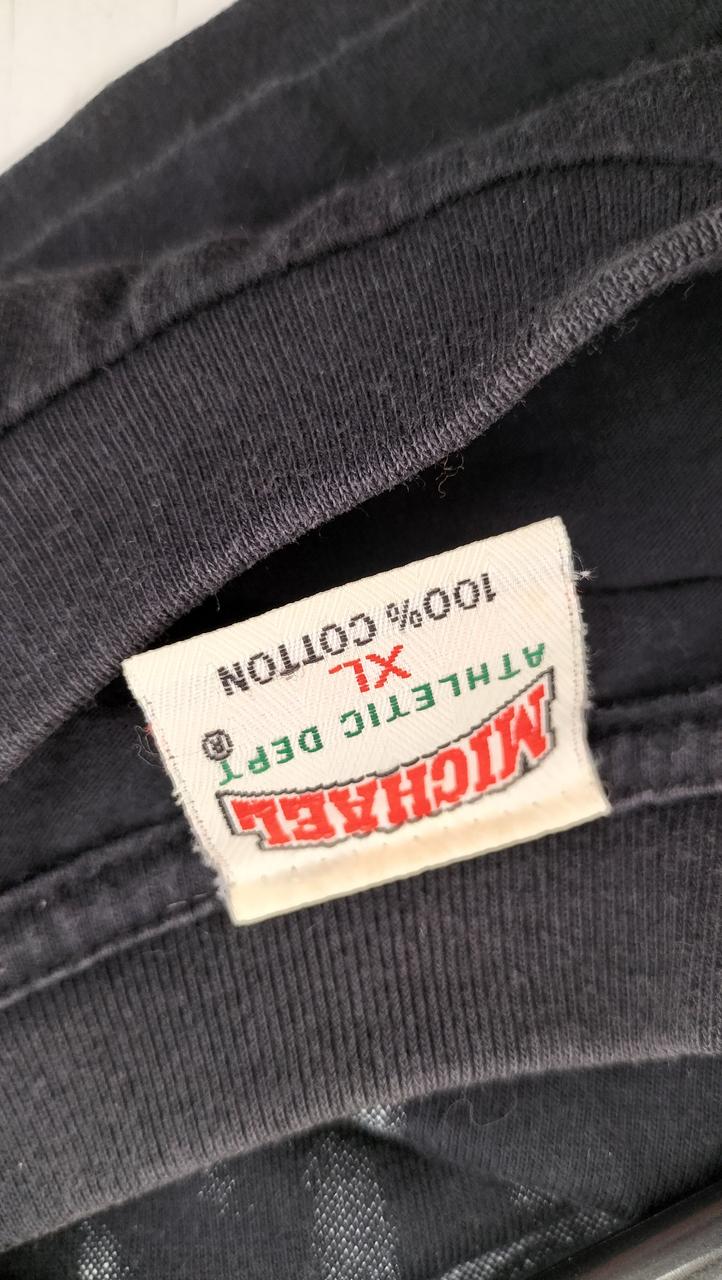 MICHAEL
ATHLETIC DEPT ®
XL
100% COTTON